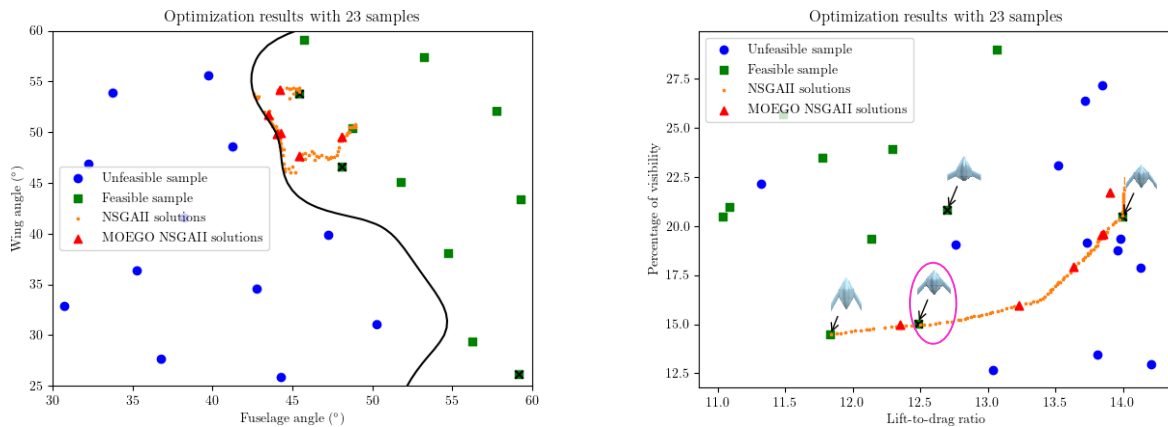 Optimization results with 23 samples
60
55
50
45
40
35
30
25
Wing angle (°)
Unfeasible sample
Feasible sample
NSGAII solutions
MOEGO NSGAII solutions
30 35 40 45 50 55 60
Fuselage angle (°)
Optimization results with 23 samples
27.5
25.0
22.5
20.0
17.5
15.0
12.5
Percentage of visibility
Unfeasible sample
Feasible sample
NSGAII solutions
MOEGO NSGAII solutions
11.0 11.5 12.0 12.5 13.0 13.5 14.0
Lift-to-drag ratio